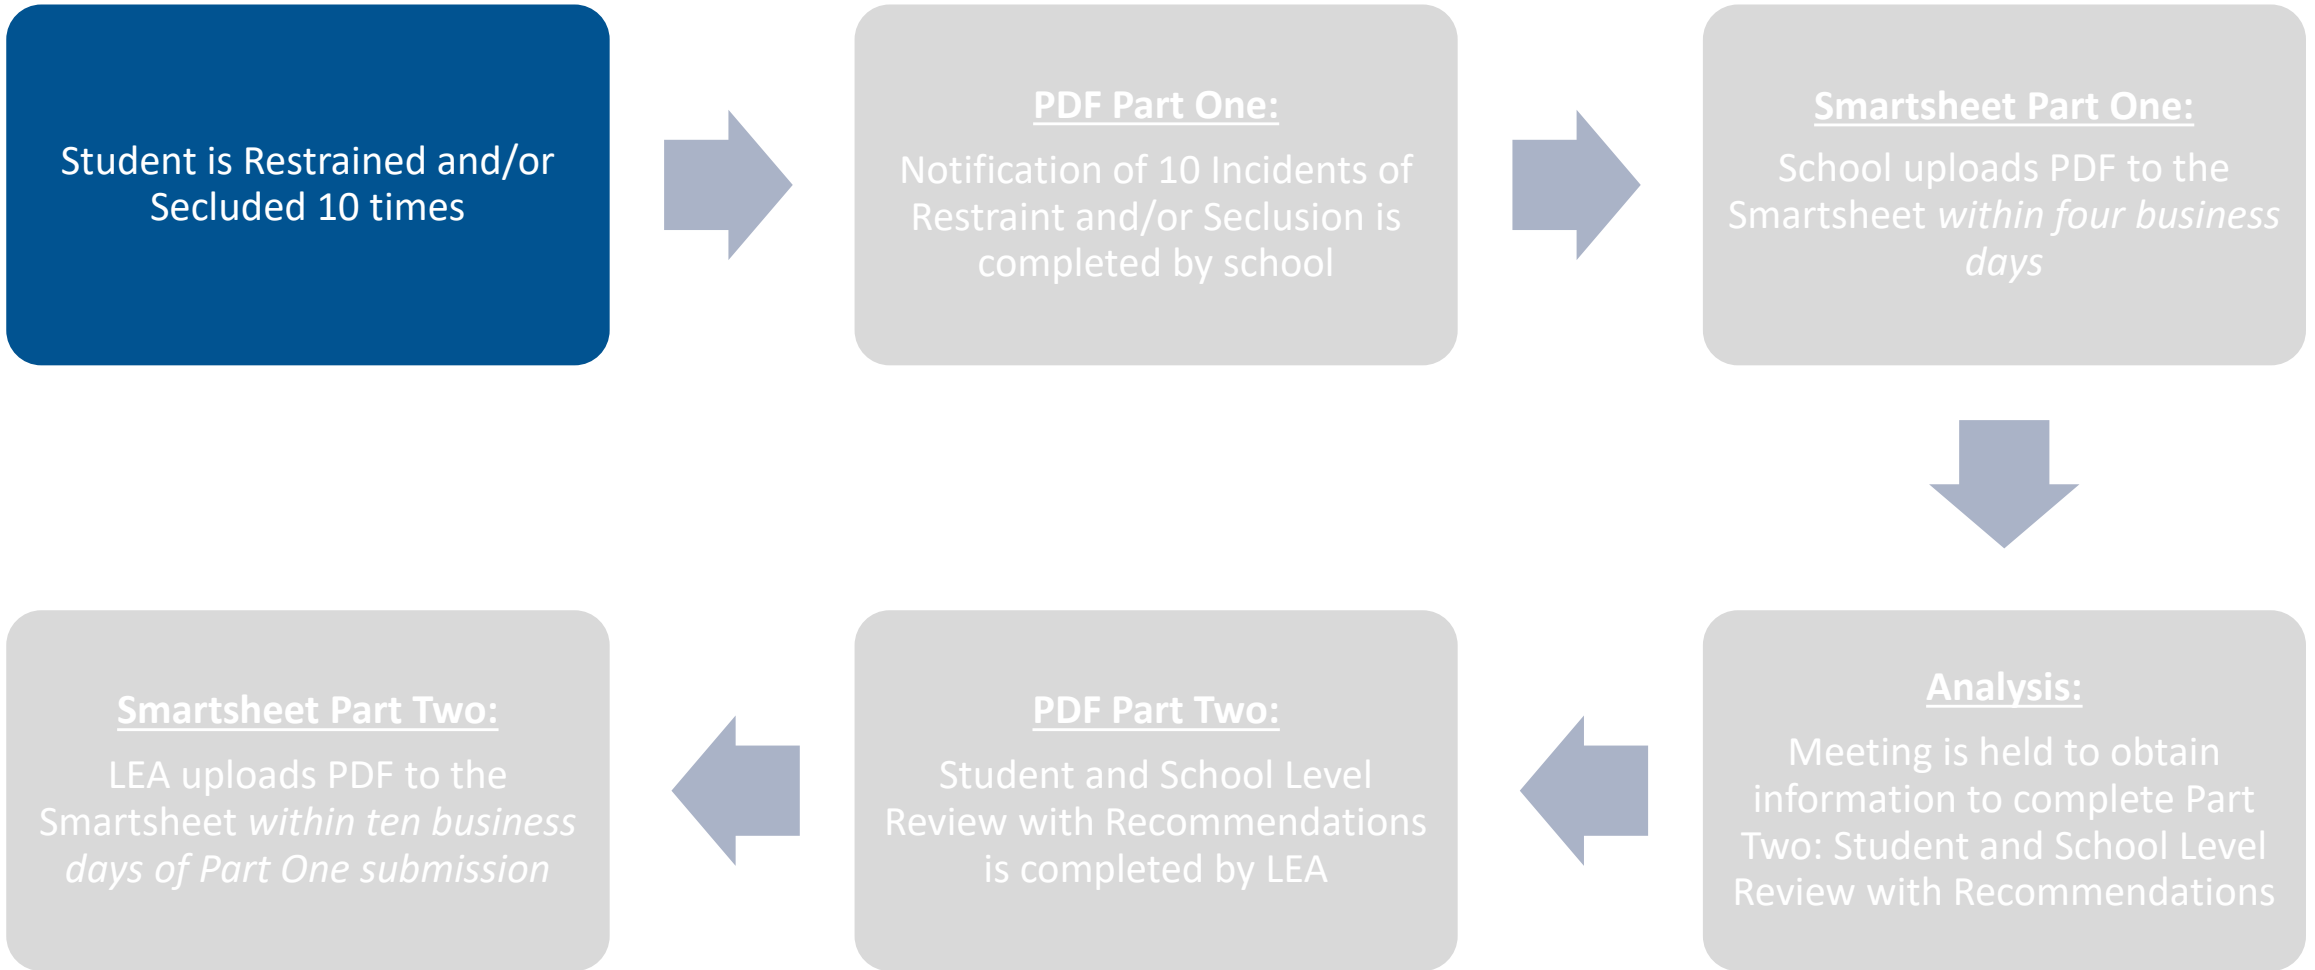 Student is Restrained and/or
Secluded 10 times
PDF Part One:
Notification of 10 Incidents of
Restraint and/or Seclusion is
completed by school
Smartsheet Part One:
School uploads PDF to the
Smartsheet within four business
days
Analysis:
Meeting is held to obtain
information to complete Part
Two: Student and School Level
Review with Recommendations
PDF Part Two:
Student and School Level
Review with Recommendations
is completed by LEA
Smartsheet Part Two:
LEA uploads PDF to the
Smartsheet within ten business
days of Part One submission